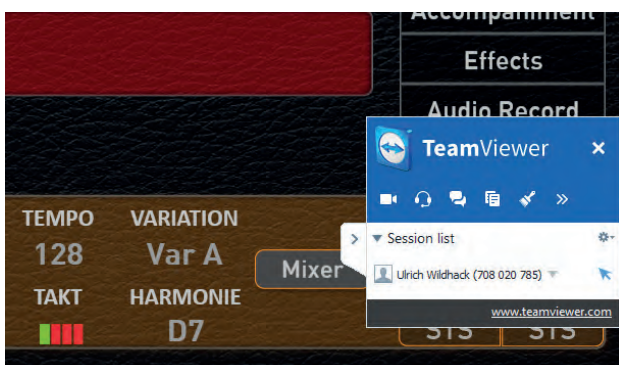 Accompaniment
Effects
Audio Record
TeamViewer
TEMPO VARIATION
128 Var A
Mixer
Session list
Ulrich Wildhack (708 020 785)
TAKT HARMONIE
D7
www.teamviewer.com
STS STS